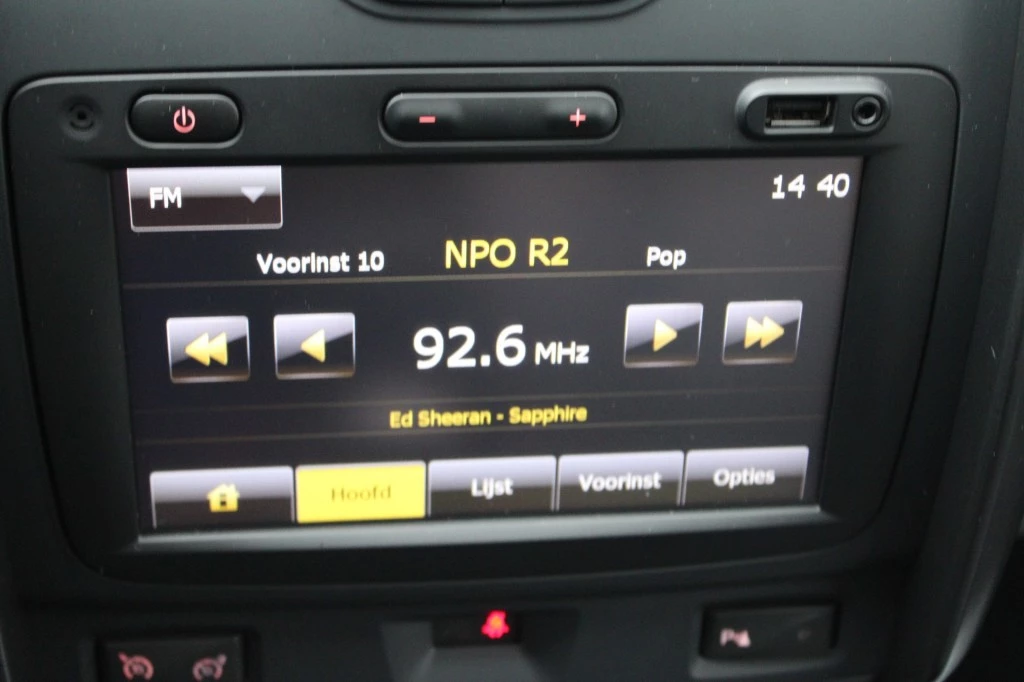 FM
14 40
Voorinst 10 NPO R2 Pop
92.6 MHz
Ed Sheeran - Sapphire
Hoofd Lijst Voorinst Opties